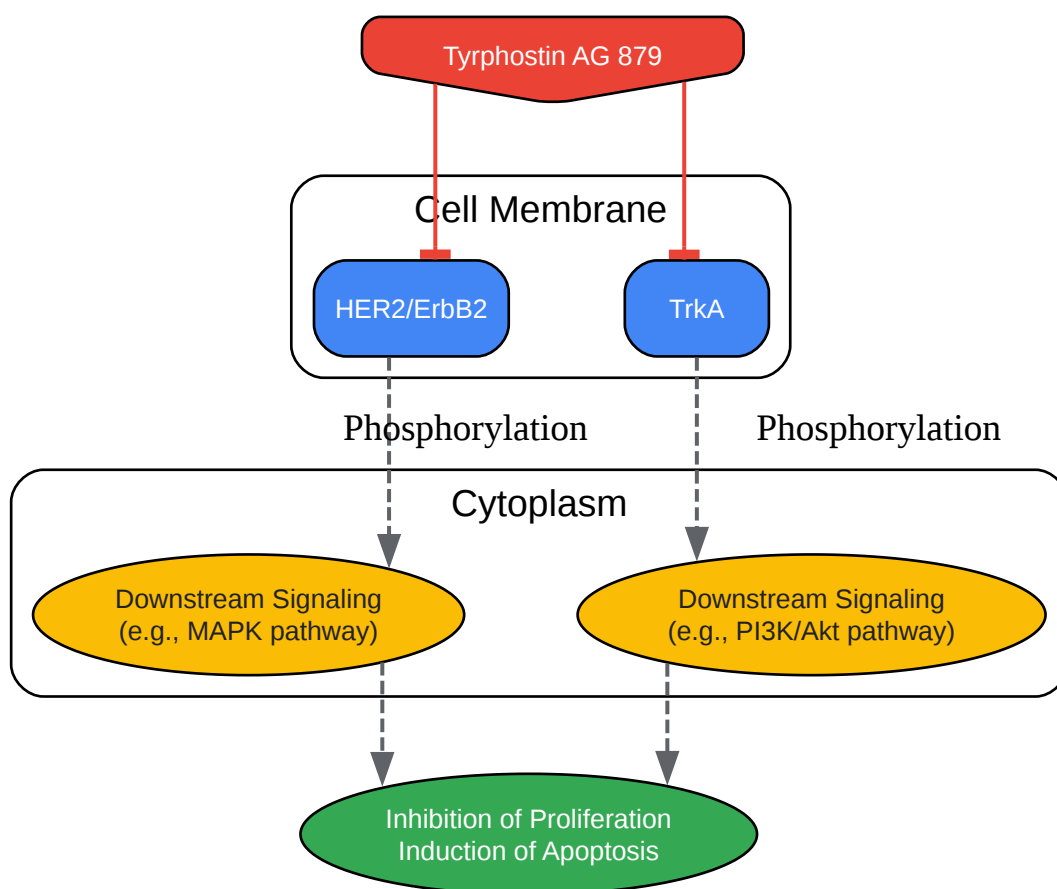 Tyrphostin AG 879
Cell Membrane
HER2/ErbB2
TrkA
Phosphorylation
Phosphorylation
Cytoplasm
Downstream Signaling
(e.g., MAPK pathway)
Downstream Signaling
(e.g., PI3K/Akt pathway)
Inhibition of Proliferation
Induction of Apoptosis